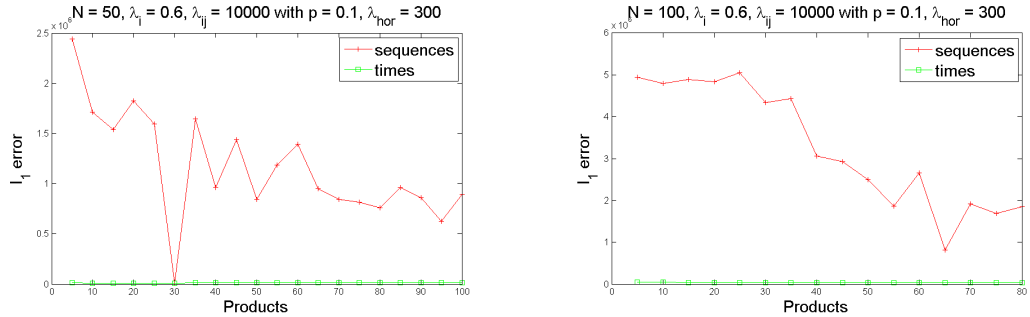 N = 50, λi = 0.6, λij = 10000 with p = 0.1, λhor = 300
x 10^6
2.5
2
1.5
1
0.5
0
l1 error
sequences
times
0 10 20 30 40 50 60 70 80 90 100
Products
N = 100, λi = 0.6, λij = 10000 with p = 0.1, λhor = 300
x 10^6
6
5
4
3
2
1
0
l1 error
sequences
times
0 10 20 30 40 50 60 70 80
Products